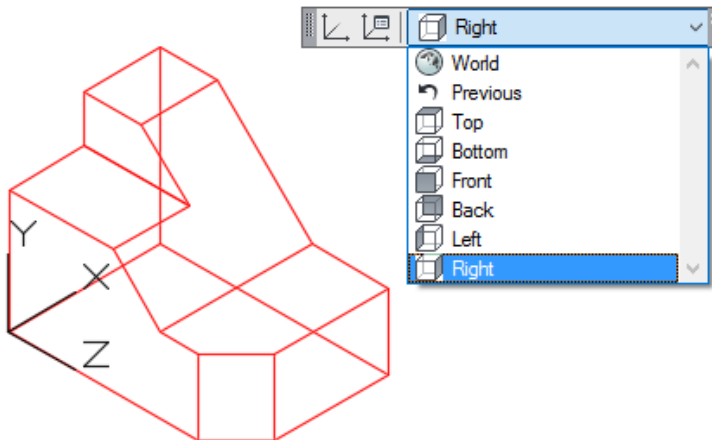 Right
World
Previous
Top
Bottom
Front
Back
Left
Right
Y
X
Z